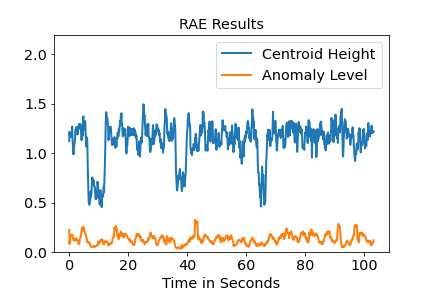 RAE Results
Centroid Height
Anomaly Level
2.0
1.5
1.0
0.5
0.0
0 20 40 60 80 100
Time in Seconds